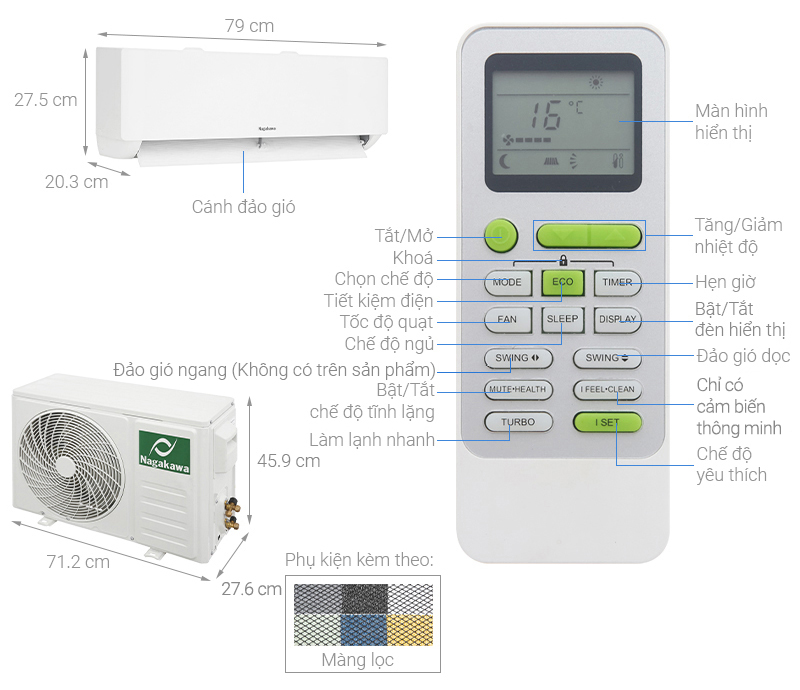 79 cm
27.5 cm
20.3 cm
Nagakawa
Cánh đảo gió
16 °C
Màn hình
hiển thị
Tắt/Mở
Tăng/Giảm
nhiệt độ
Khoá
Chọn chế độ
MODE
ECO
TIMER
Hẹn giờ
Tiết kiệm điện
Tốc độ quạt
FAN
SLEEP
DISPLAY
Bật/Tắt
đèn hiển thị
Chế độ ngủ
SWING
SWING
Đảo gió dọc
Đảo gió ngang (Không có trên sản phẩm)
Bật/Tắt
chế độ tĩnh lặng
MUTE•HEALTH
I FEEL•CLEAN
Chỉ có
cảm biến
thông minh
Làm lạnh nhanh
TURBO
I SET
Chế độ
yêu thích
Nagakawa
45.9 cm
71.2 cm
27.6 cm
Phụ kiện kèm theo:
Màng lọc